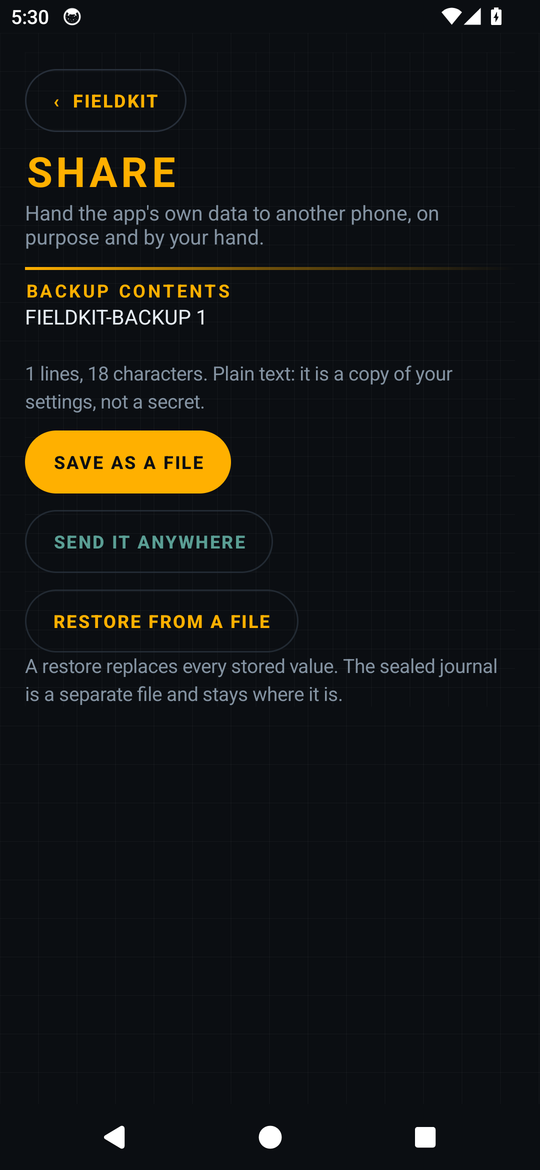 5:30
‹ FIELDKIT
SHARE
Hand the app's own data to another phone, on
purpose and by your hand.
BACKUP CONTENTS
FIELDKIT-BACKUP 1
1 lines, 18 characters. Plain text: it is a copy of your
settings, not a secret.
SAVE AS A FILE
SEND IT ANYWHERE
RESTORE FROM A FILE
A restore replaces every stored value. The sealed journal
is a separate file and stays where it is.